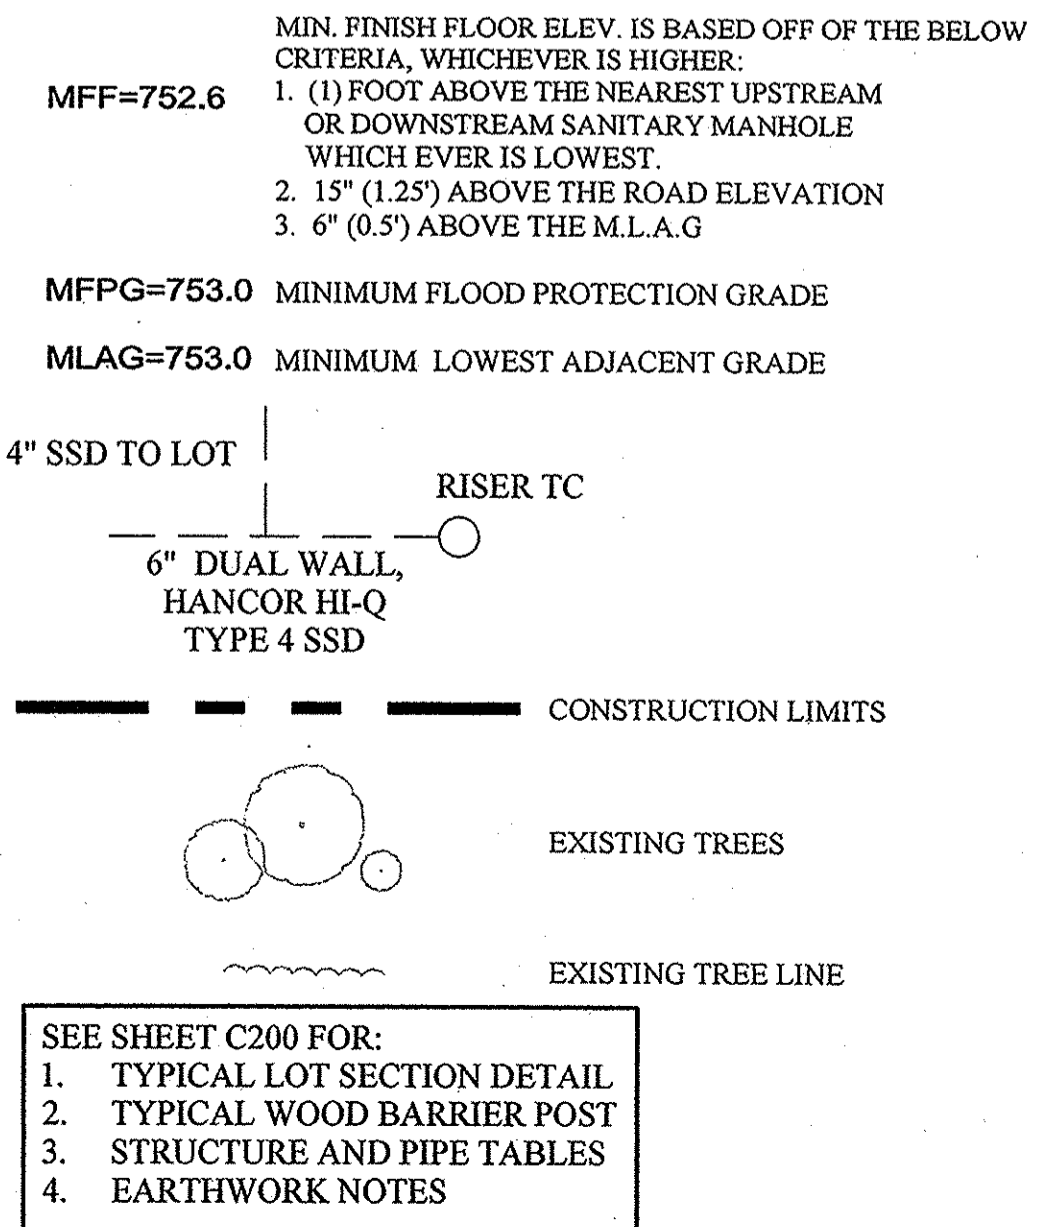 MIN. FINISH FLOOR ELEV. IS BASED OFF OF THE BELOW
CRITERIA, WHICHEVER IS HIGHER:
MFF=752.6
1. (1) FOOT ABOVE THE NEAREST UPSTREAM
OR DOWNSTREAM SANITARY MANHOLE
WHICH EVER IS LOWEST.
2. 15" (1.25') ABOVE THE ROAD ELEVATION
3. 6" (0.5') ABOVE THE M.L.A.G
MFPG=753.0 MINIMUM FLOOD PROTECTION GRADE
MLAG=753.0 MINIMUM LOWEST ADJACENT GRADE
4" SSD TO LOT
RISER TC
6" DUAL WALL,
HANCOR HI-Q
TYPE 4 SSD
CONSTRUCTION LIMITS
EXISTING TREES
EXISTING TREE LINE
SEE SHEET C200 FOR:
1. TYPICAL LOT SECTION DETAIL
2. TYPICAL WOOD BARRIER POST
3. STRUCTURE AND PIPE TABLES
4. EARTHWORK NOTES